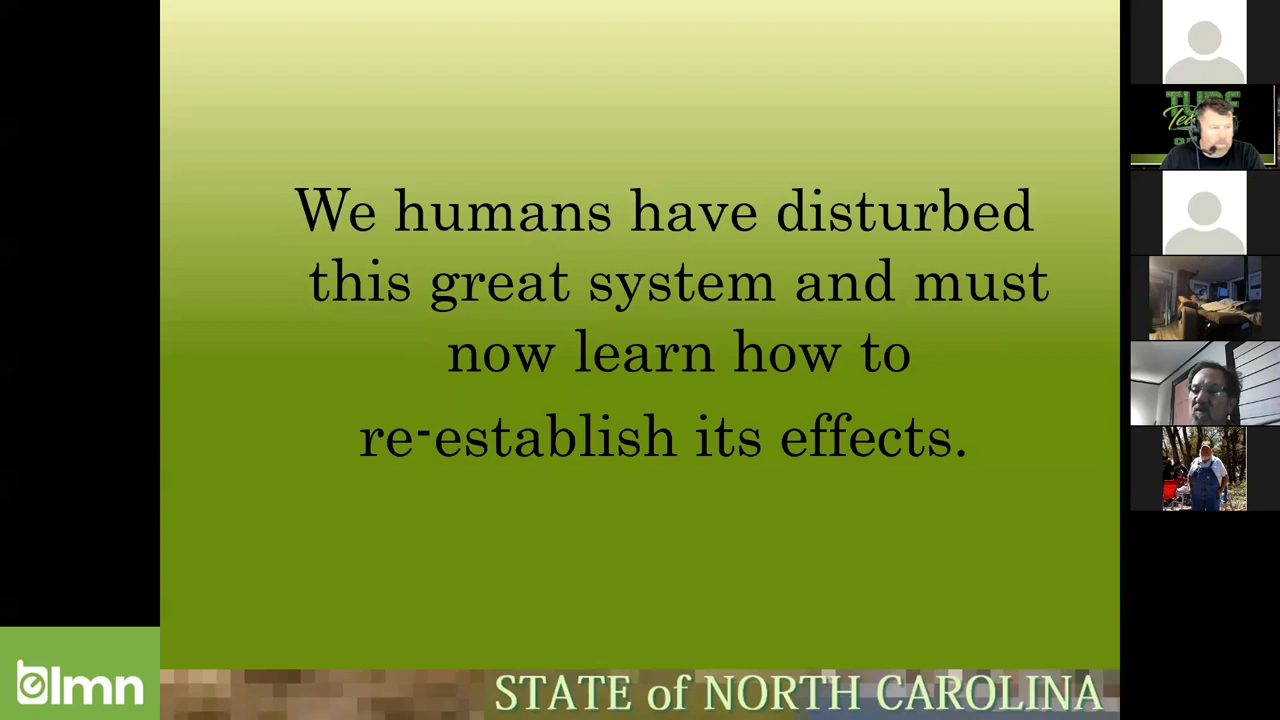 We humans have disturbed
this great system and must
now learn how to
re-establish its effects.
STATE of NORTH CAROLINA
lmn